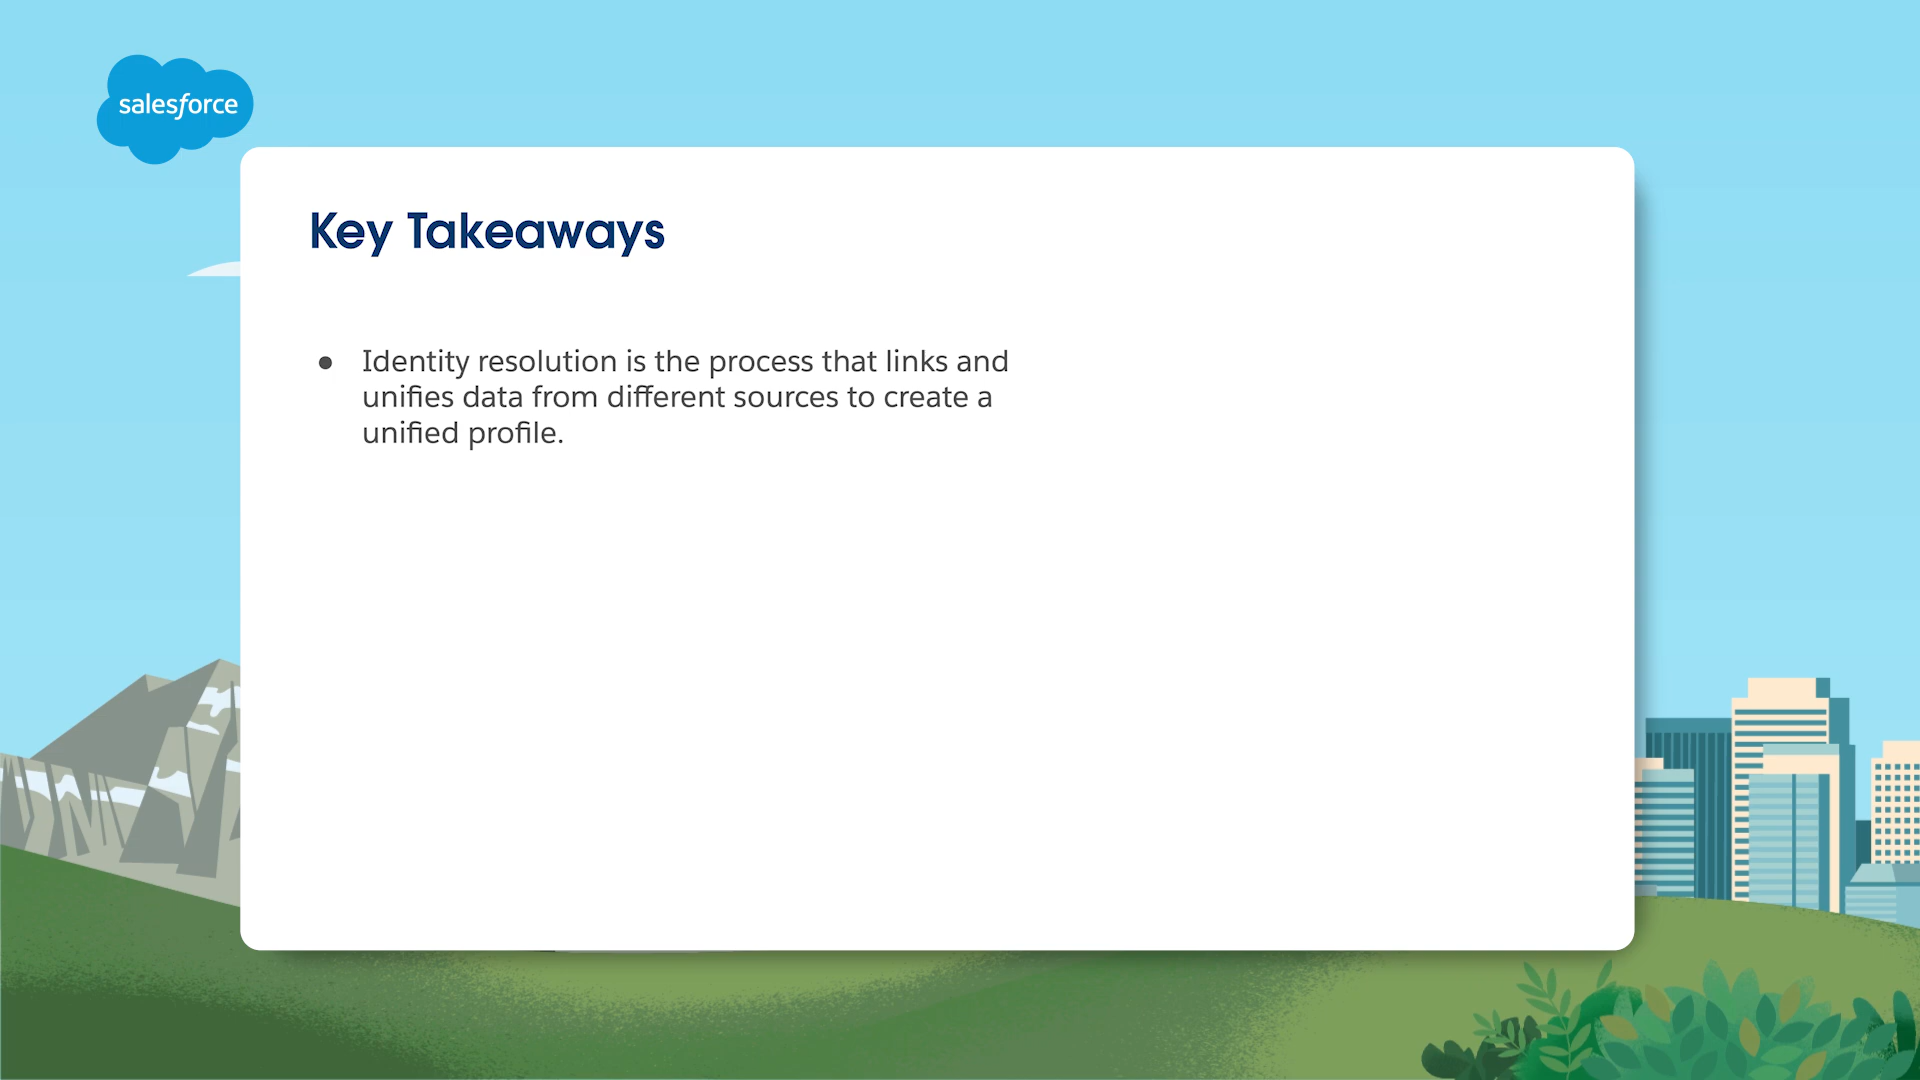 salesforce
Key Takeaways
● Identity resolution is the process that links and
unifies data from different sources to create a
unified profile.